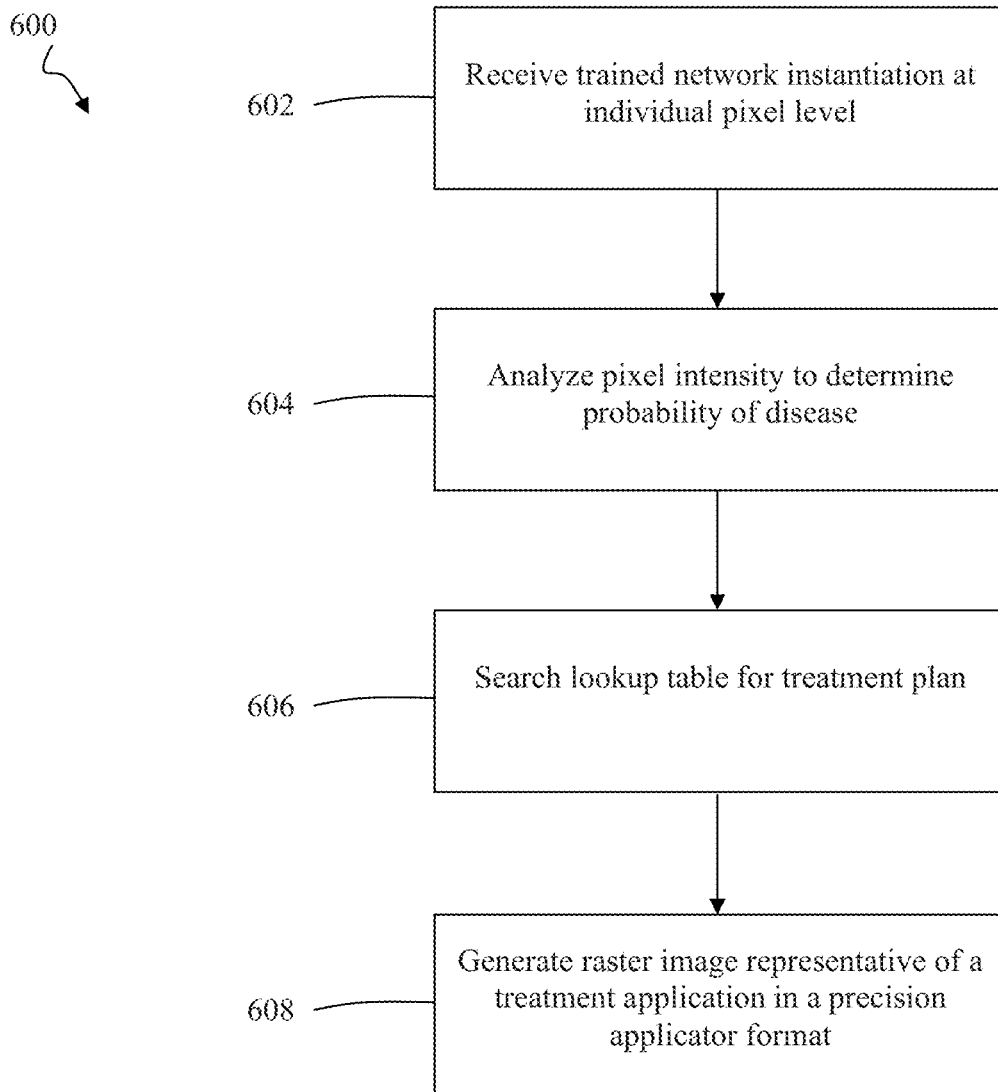 600
602
Receive trained network instantiation at
individual pixel level
604
Analyze pixel intensity to determine
probability of disease
606
Search lookup table for treatment plan
608
Generate raster image representative of a
treatment application in a precision
applicator format